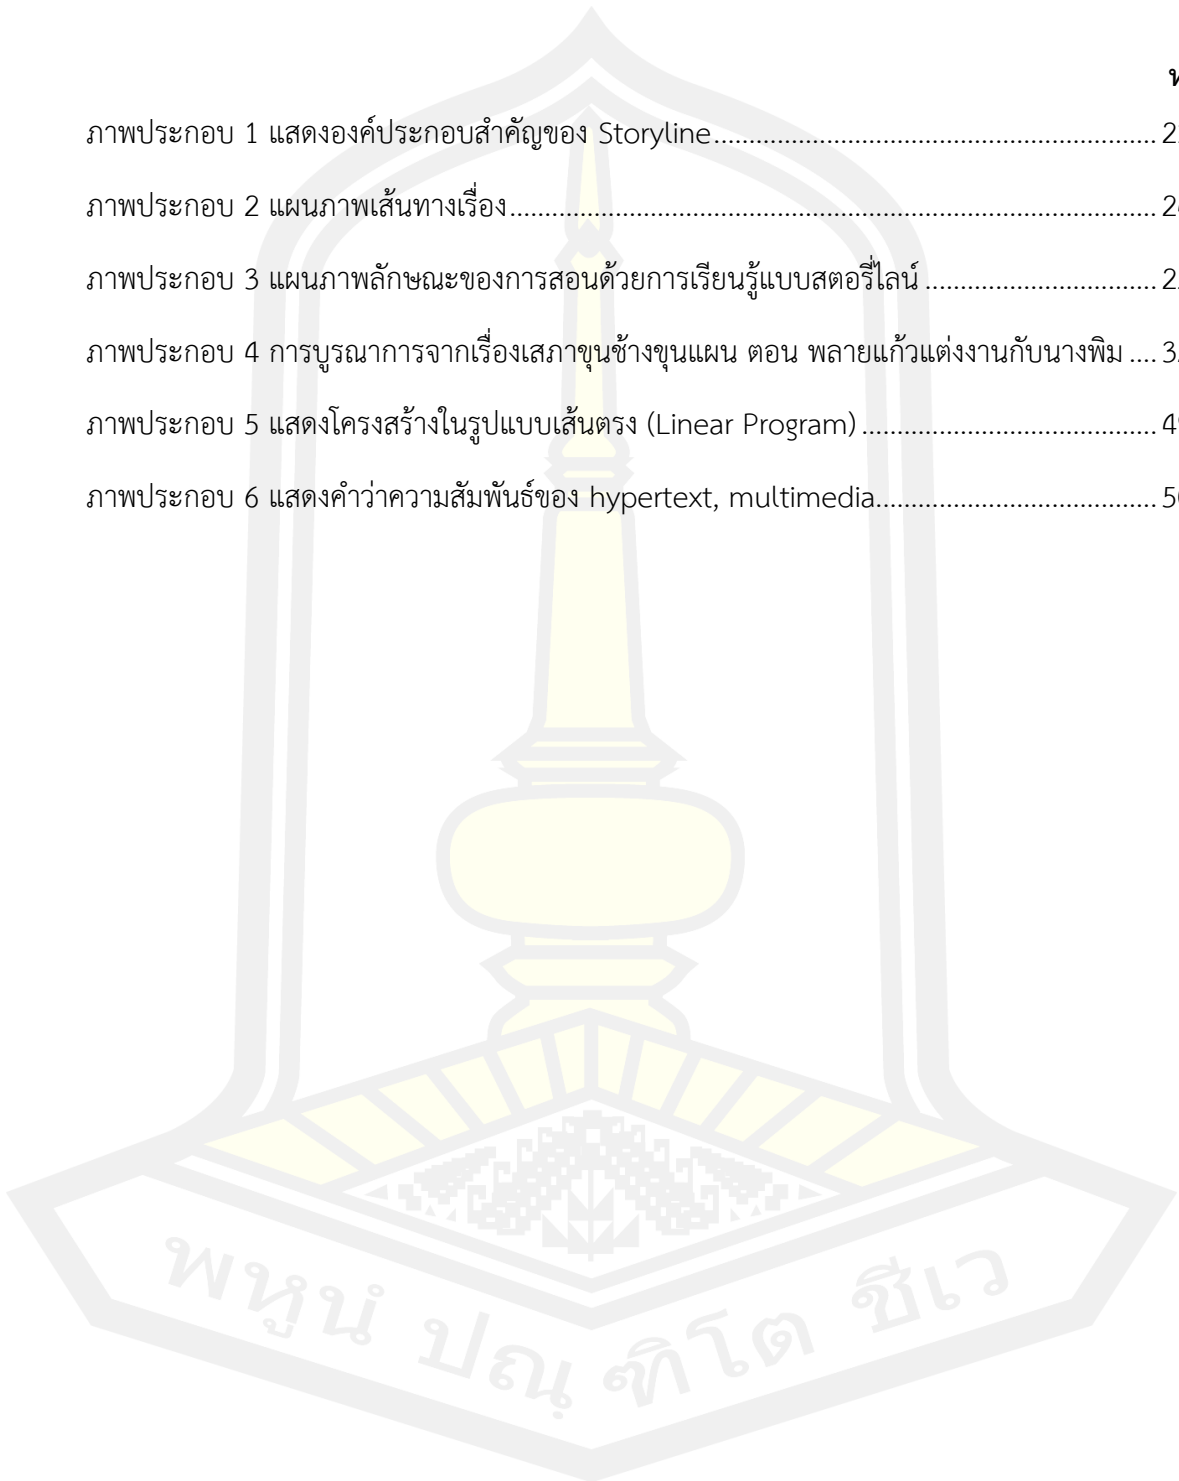 ภาพประกอบ 1 แสดงองค์ประกอบสำคัญของ Storyline
ภาพประกอบ 2 แผนภาพเส้นทางเรื่อง
ภาพประกอบ 3 แผนภาพลักษณะของการสอนด้วยการเรียนรู้แบบสตอรี่ไลน์
ภาพประกอบ 4 การบูรณาการจากเรื่องเสภาขุนช้างขุนแผน ตอน พลายแก้วแต่งงานกับนางพิม
ภาพประกอบ 5 แสดงโครงสร้างในรูปแบบเส้นตรง (Linear Program)
ภาพประกอบ 6 แสดงคำว่าความสัมพันธ์ของ hypertext, multimedia
พหูนํ ปณฺ ฑิโต ชีเว